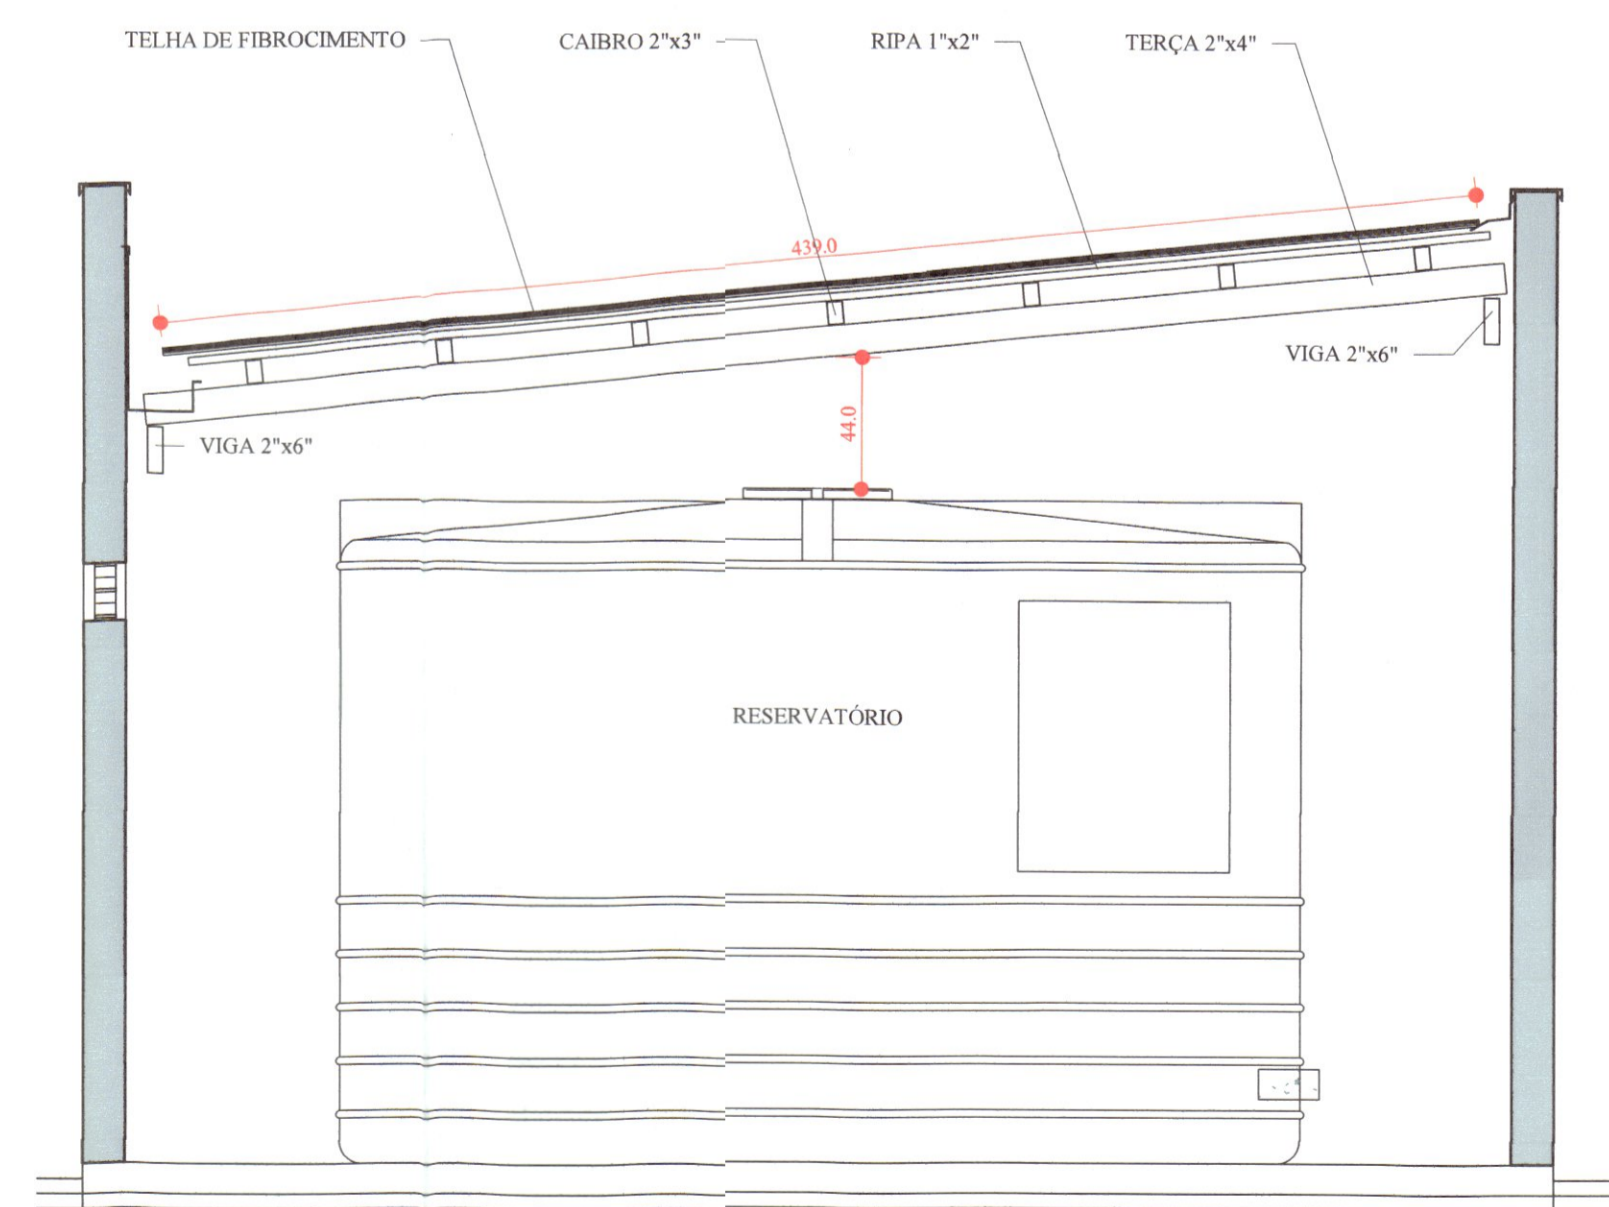 TELHA DE FIBROCIMENTO
CAIBRO 2"x3"
RIPA 1"x2"
TERÇA 2"x4"
439.0
VIGA 2"x6"
44.0
VIGA 2"x6"
RESERVATÓRIO